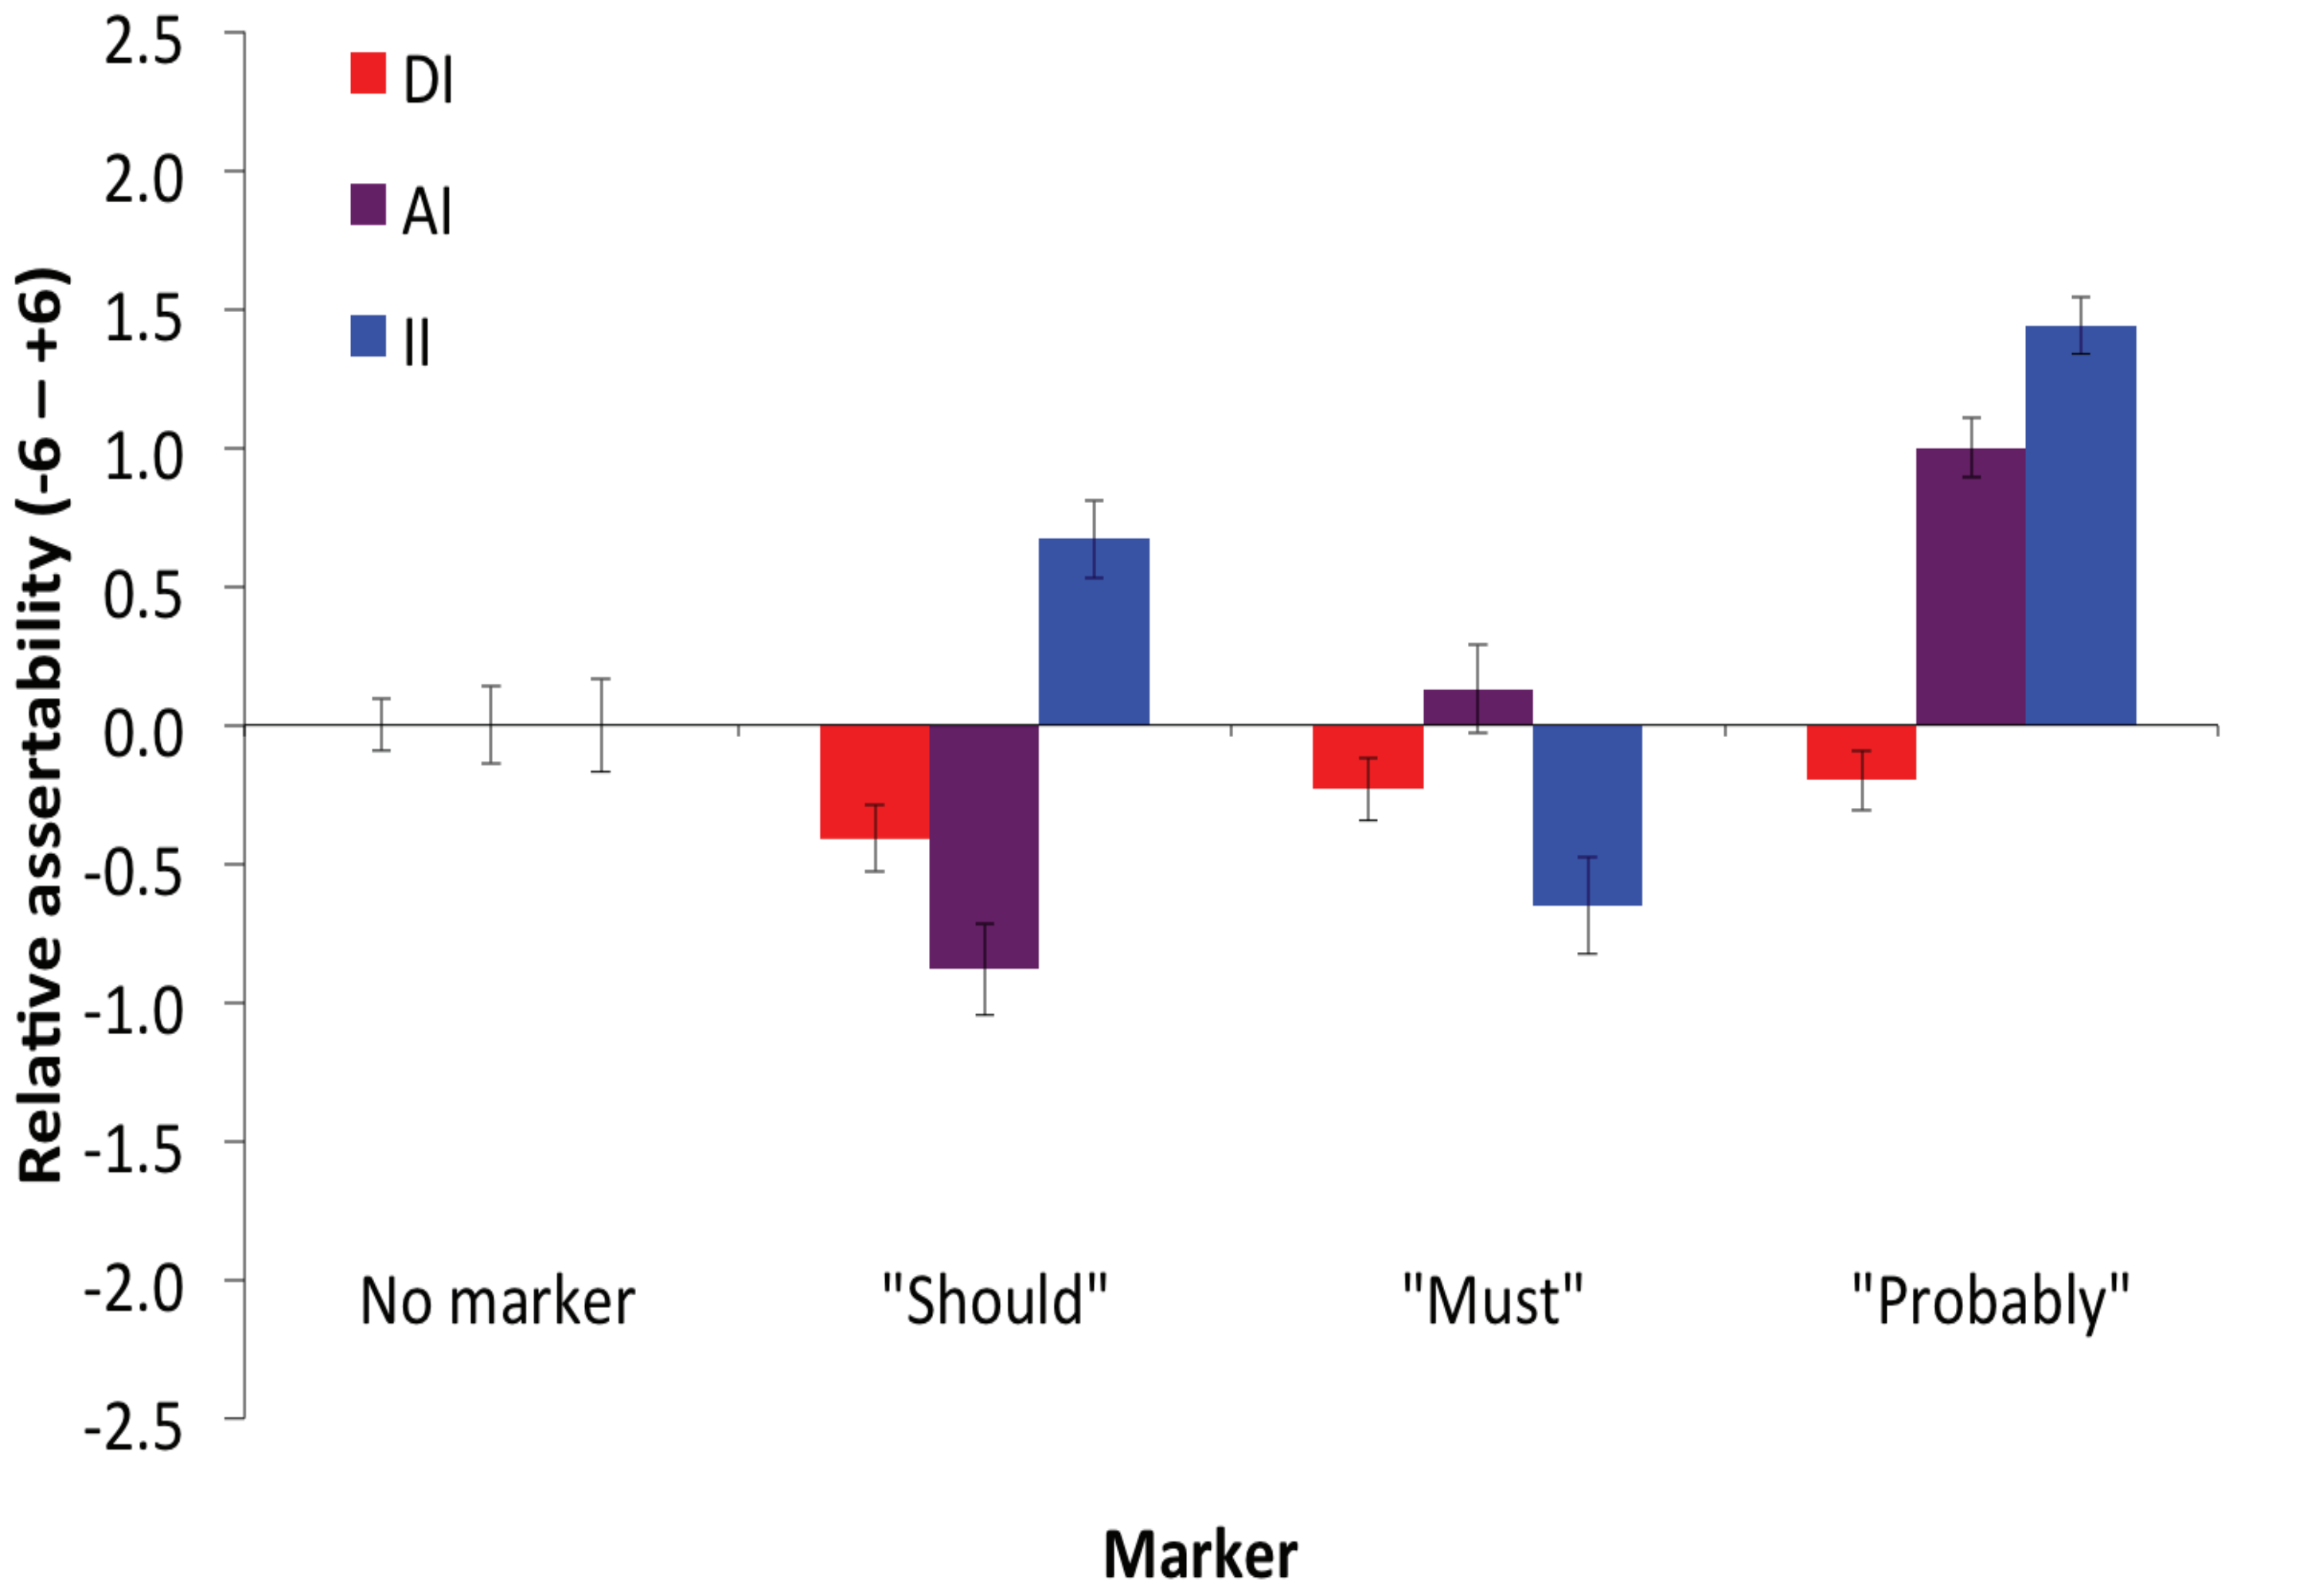 Relative assertability (-6 – +6)
2.5
2.0
1.5
1.0
0.5
0.0
-0.5
-1.0
-1.5
-2.0
-2.5
DI
AI
II
No marker
"Should"
"Must"
"Probably"
Marker